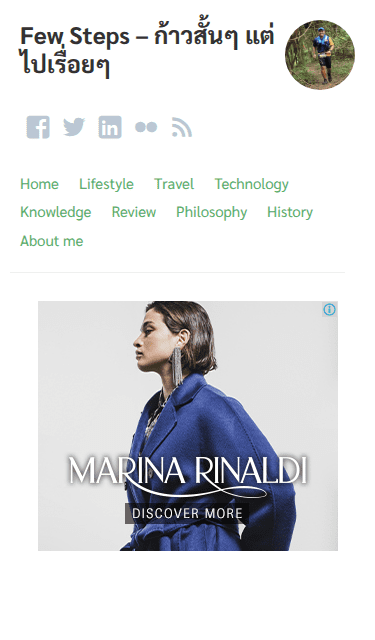 Few Steps – ก้าวสั้นๆ แต่
ไปเรื่อยๆ
Home Lifestyle Travel Technology
Knowledge Review Philosophy History
About me
MARINA RINALDI
DISCOVER MORE